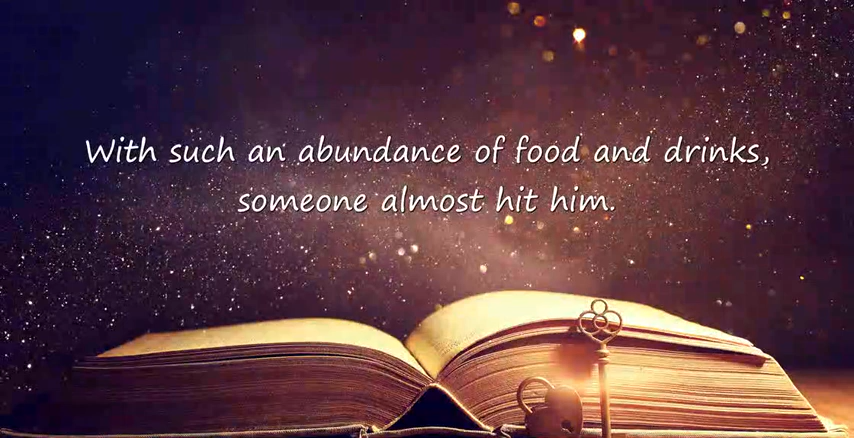 With such an abundance of food and drinks,
someone almost hit him.